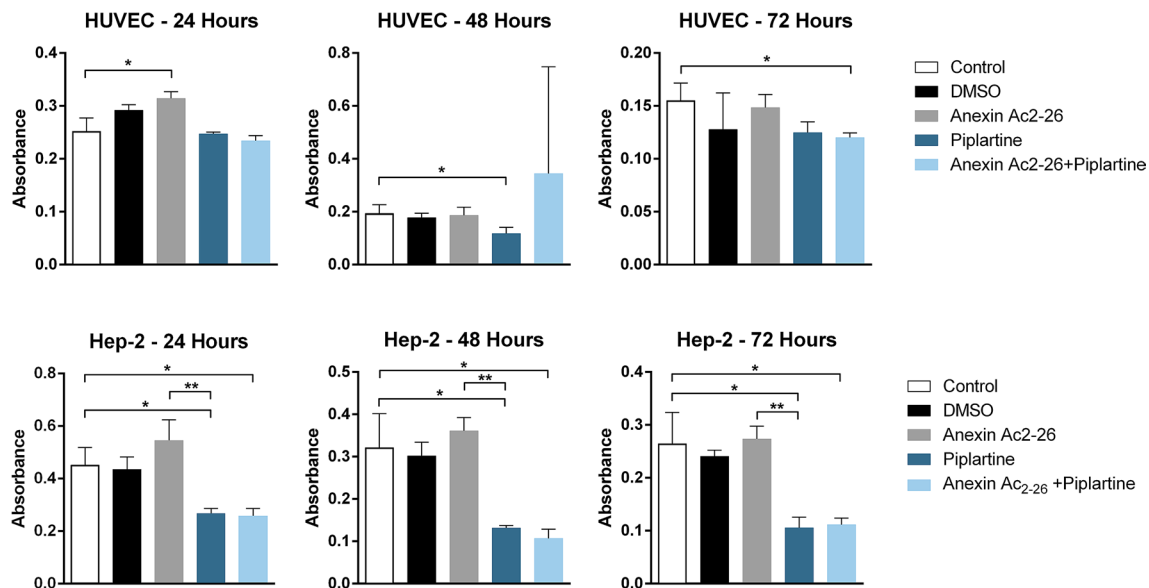 HUVEC - 24 Hours
Absorbance
0.4
0.3
0.2
0.1
0.0
*
HUVEC - 48 Hours
Absorbance
0.8
0.6
0.4
0.2
0.0
*
HUVEC - 72 Hours
Absorbance
0.20
0.15
0.10
0.05
0.00
*
Control
DMSO
Anexin Ac2-26
Piplartine
Anexin Ac2-26+Piplartine
Hep-2 - 24 Hours
Absorbance
0.8
0.6
0.4
0.2
0.0
*
**
*
Hep-2 - 48 Hours
Absorbance
0.5
0.4
0.3
0.2
0.1
0.0
*
**
*
Hep-2 - 72 Hours
Absorbance
0.4
0.3
0.2
0.1
0.0
*
*
**
Control
DMSO
Anexin Ac2-26
Piplartine
Anexin Ac₂₋₂₆ +Piplartine